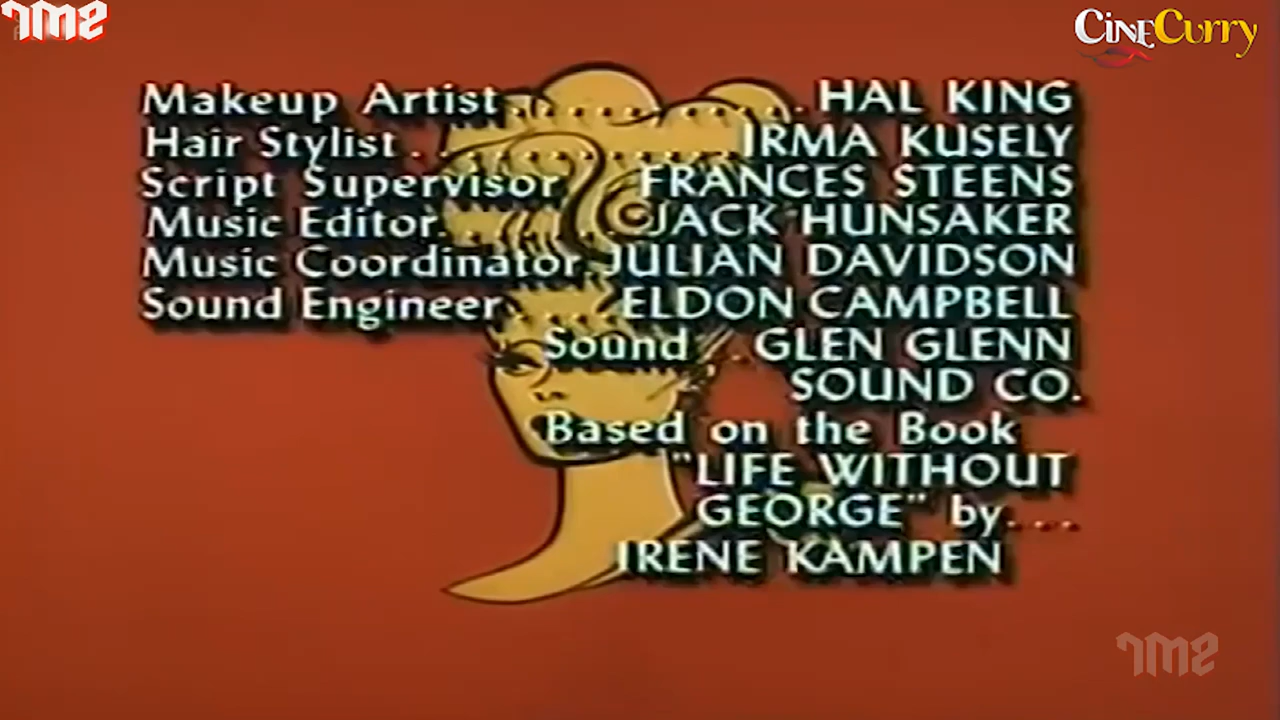 CINECURRY
Makeup Artist.............HAL KING
Hair Stylist..............IRMA KUSELY
Script Supervisor FRANCES STEENS
Music Editor.......JACK HUNSAKER
Music Coordinator.JULIAN DAVIDSON
Sound Engineer......ELDON CAMPBELL
Sound...GLEN GLENN
SOUND CO.
Based on the Book
"LIFE WITHOUT
GEORGE" by....
IRENE KAMPEN